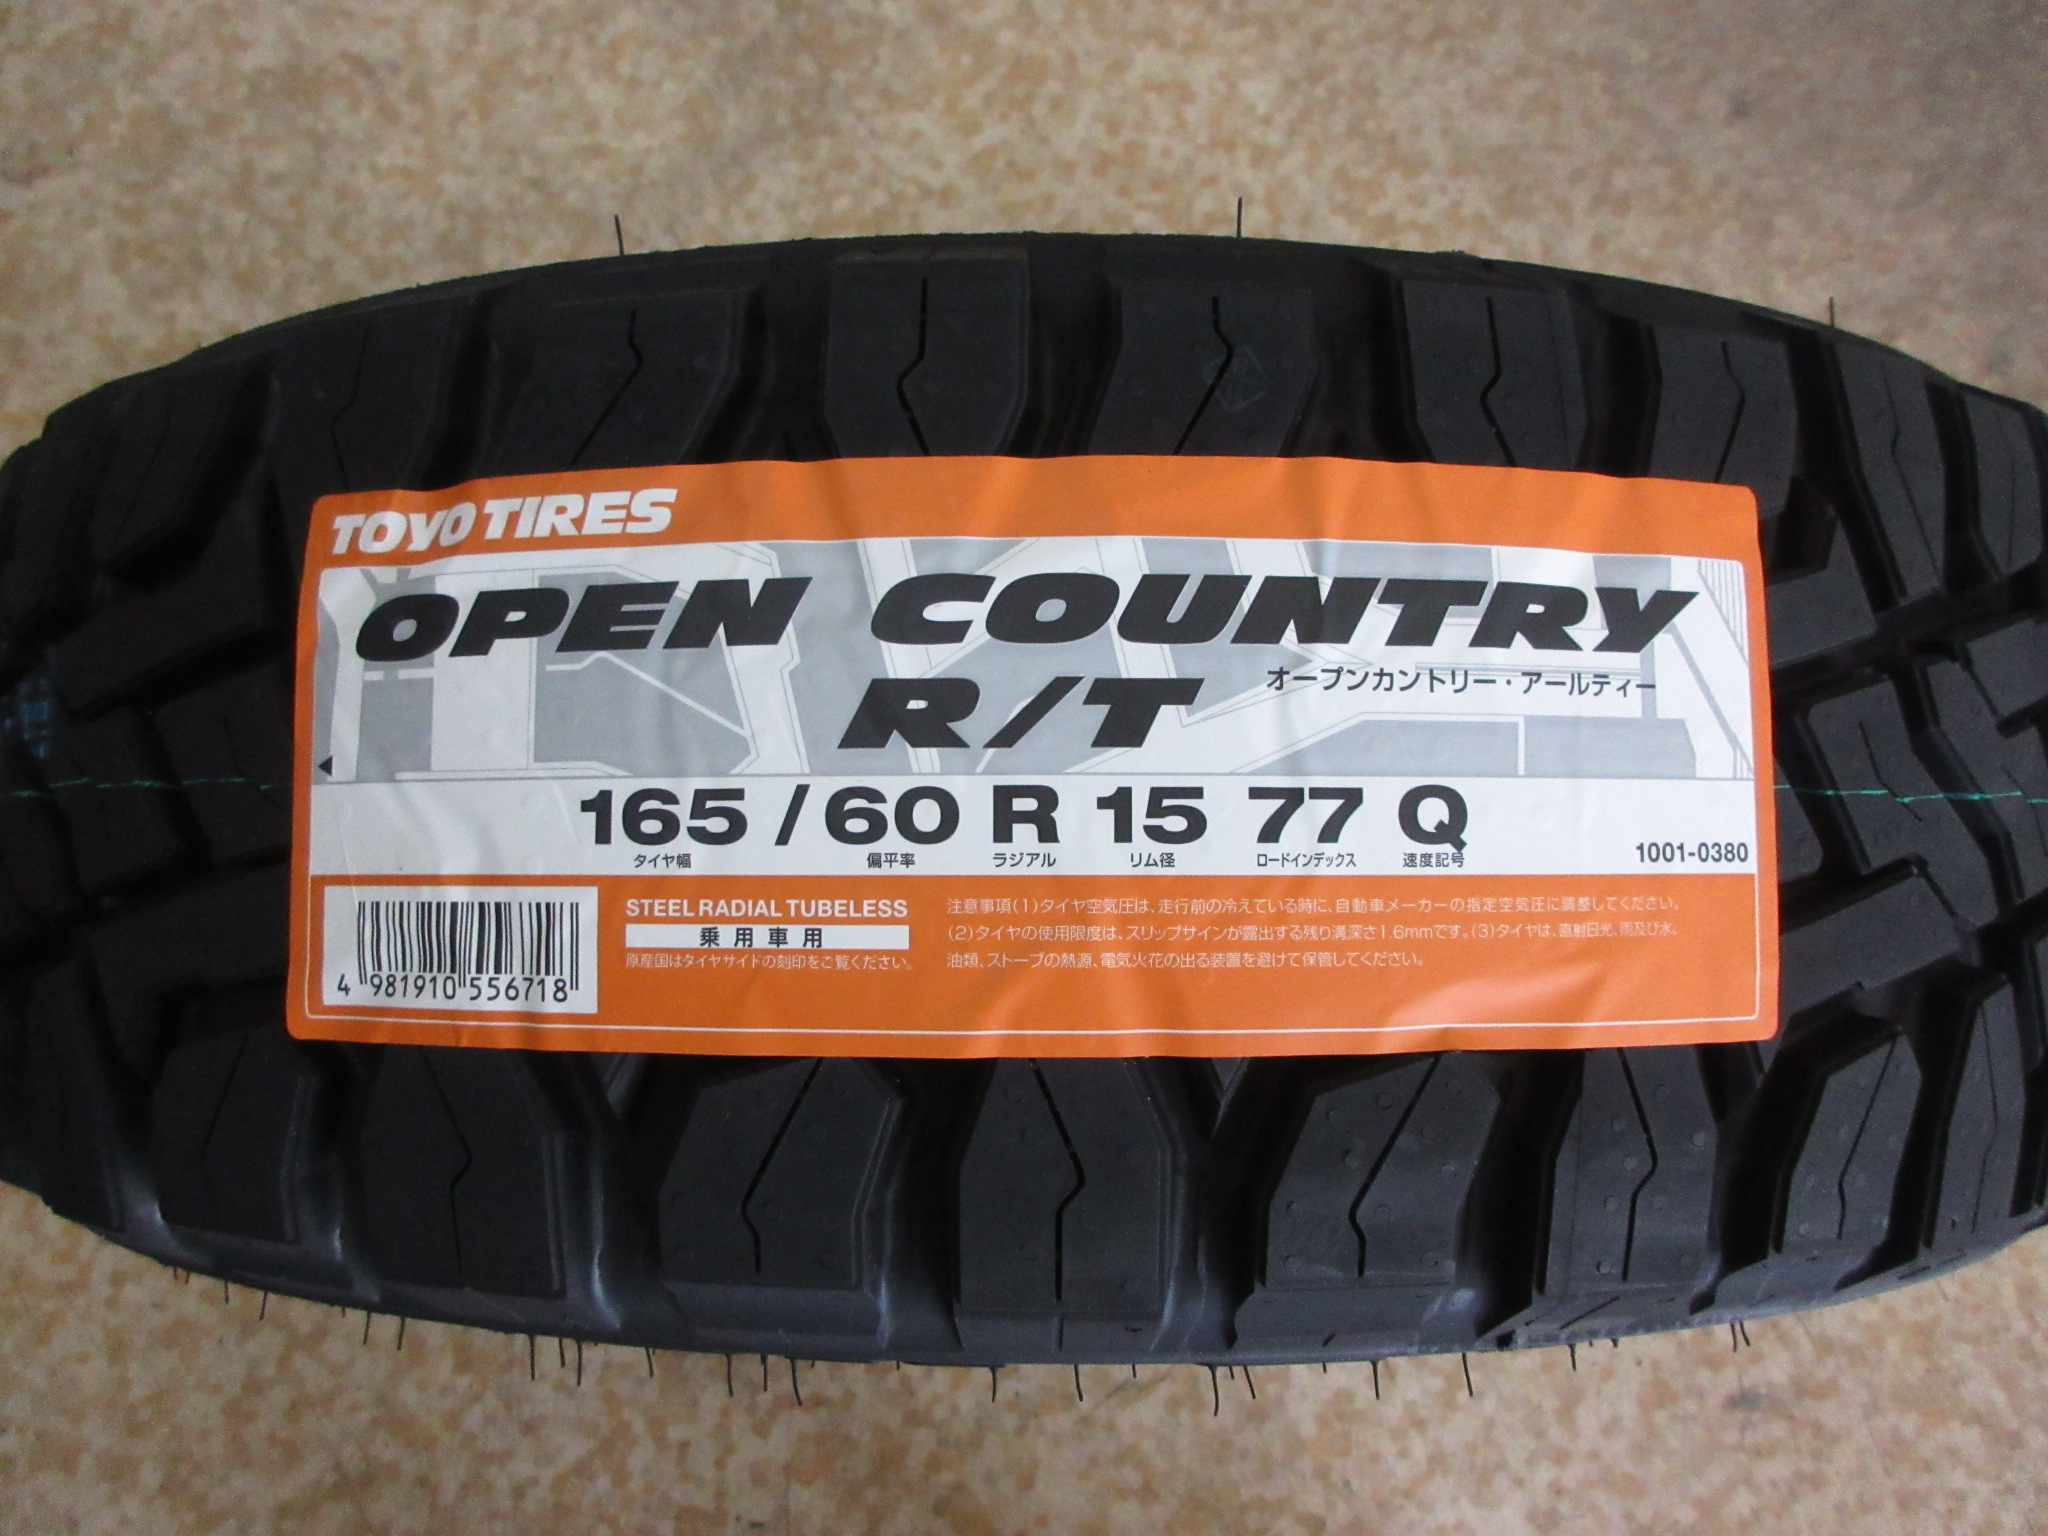 TOYO TIRES
OPEN COUNTRY
R/T オープンカントリー・アールティー
165 / 60 R 15 77 Q
タイヤ幅 偏平率 ラジアル リム径 ロードインデックス 速度記号 1001-0380
STEEL RADIAL TUBELESS
乗用車用
原産国はタイヤサイドの刻印をご覧ください。
4 981910 556718
注意事項(1)タイヤ空気圧は、走行前の冷えている時に、自動車メーカーの指定空気圧に調整してください。
(2)タイヤの使用限度は、スリップサインが露出する残り溝深さ1.6mmです。(3)タイヤは、直射日光、雨及び水、
油類、ストーブの熱源、電気火花の出る装置を避けて保管してください。